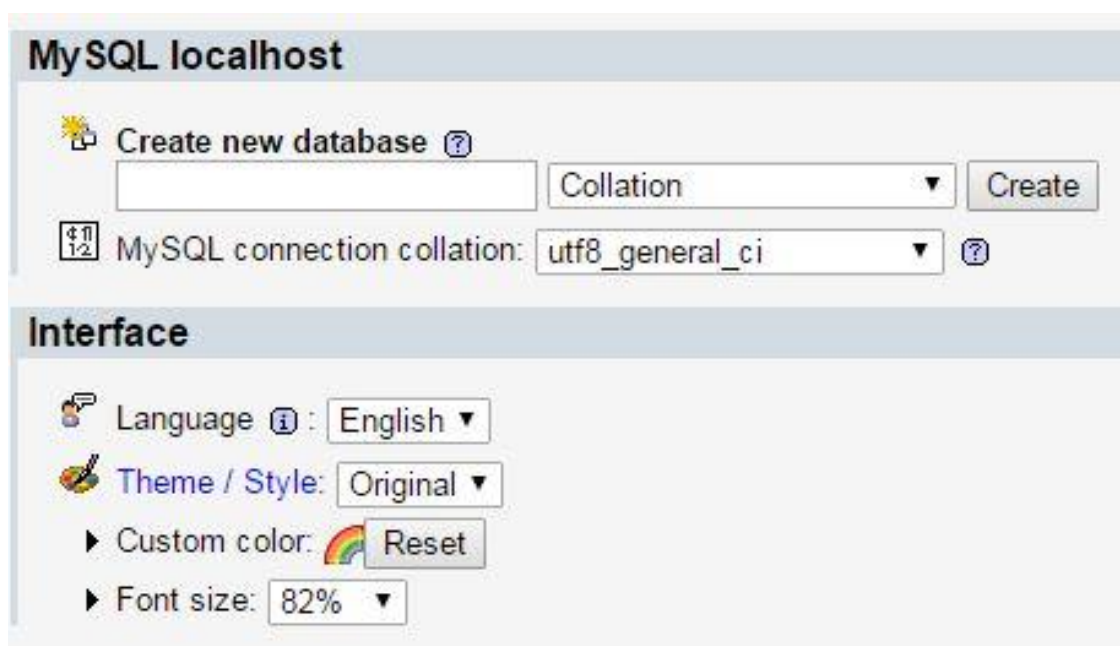 MySQL localhost
Create new database
Collation Create
MySQL connection collation: utf8_general_ci
Interface
Language : English
Theme / Style: Original
Custom color: Reset
Font size: 82%